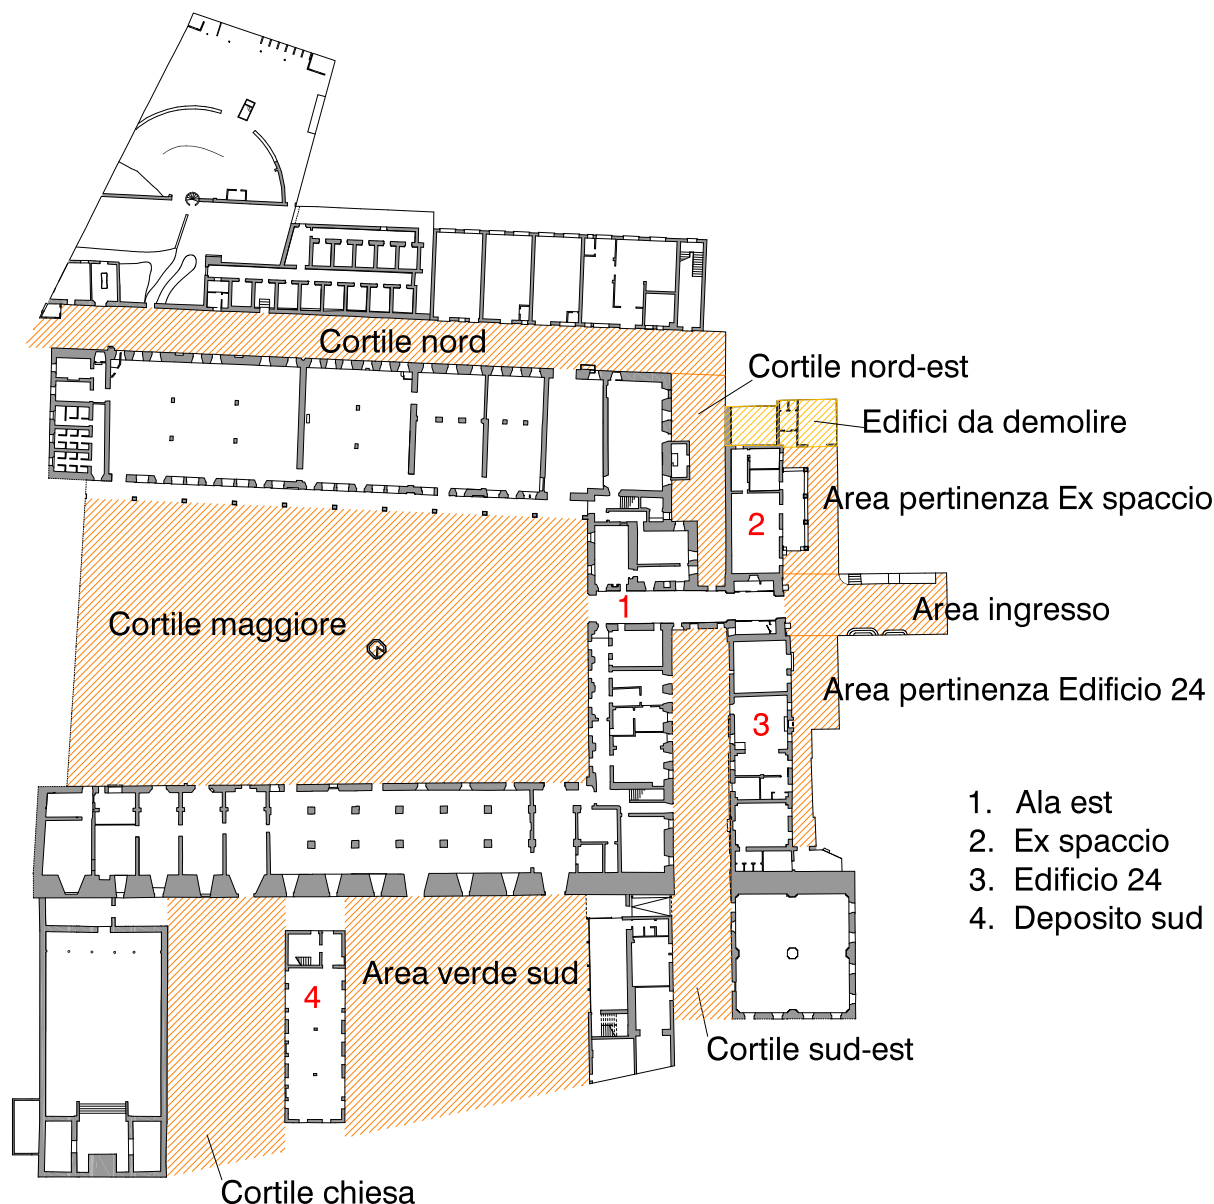 Cortile nord
Cortile nord-est
Edifici da demolire
Area pertinenza Ex spaccio
2
1
Area ingresso
Cortile maggiore
Area pertinenza Edificio 24
3
1. Ala est
2. Ex spaccio
3. Edificio 24
4. Deposito sud
Area verde sud
4
Cortile sud-est
Cortile chiesa